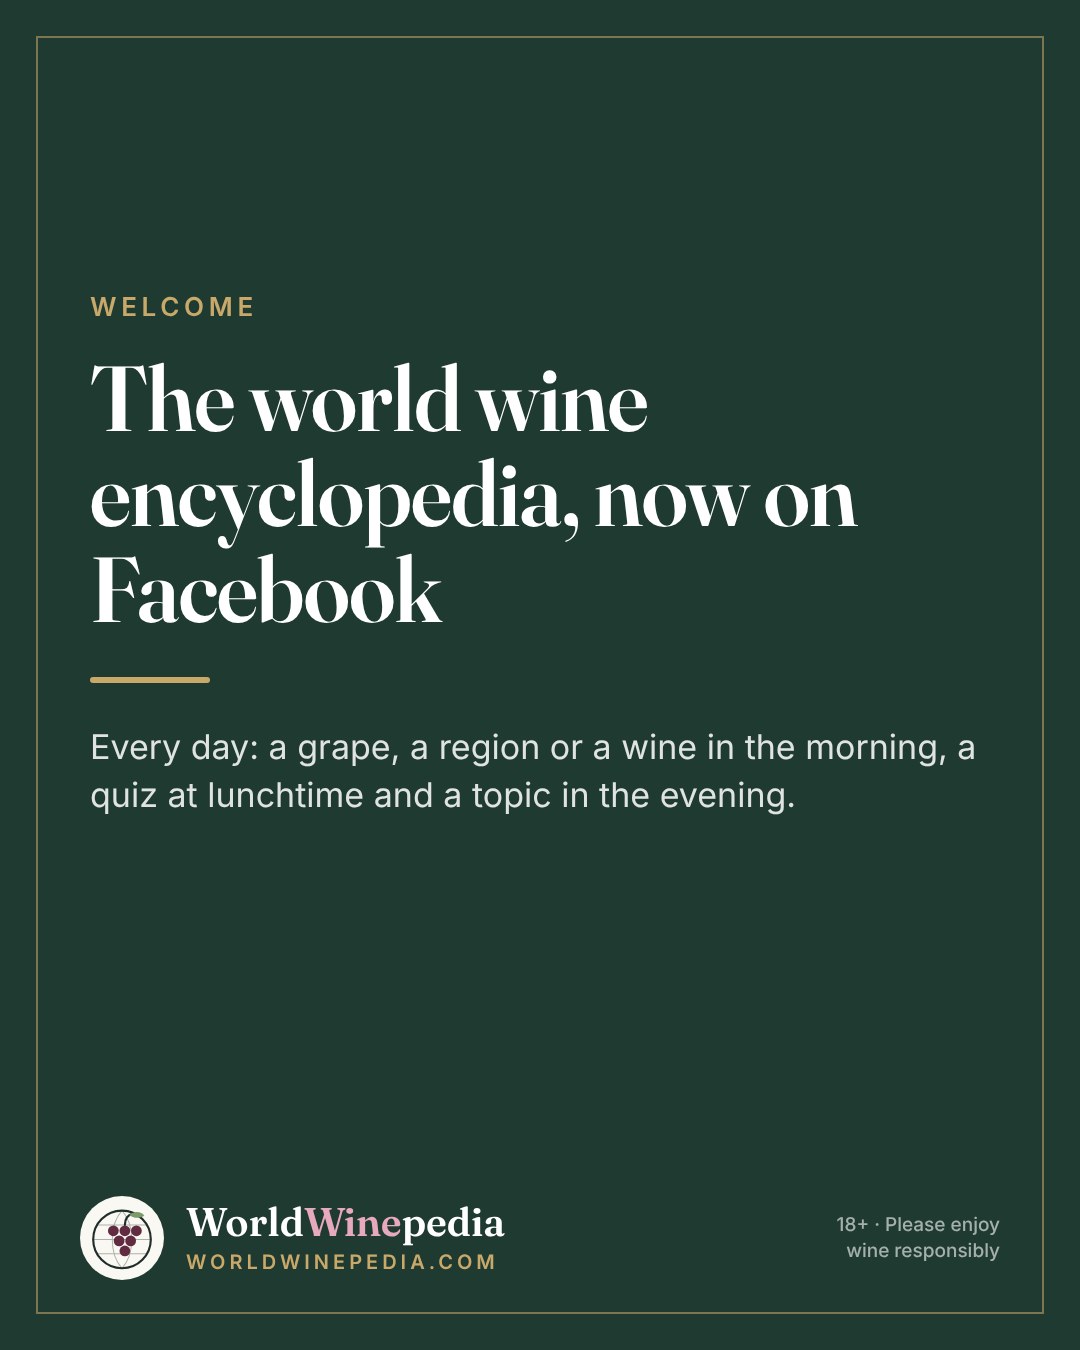 WELCOME
The world wine
encyclopedia, now on
Facebook
Every day: a grape, a region or a wine in the morning, a
quiz at lunchtime and a topic in the evening.
WorldWinepedia
WORLDWINEPEDIA.COM
18+ · Please enjoy
wine responsibly